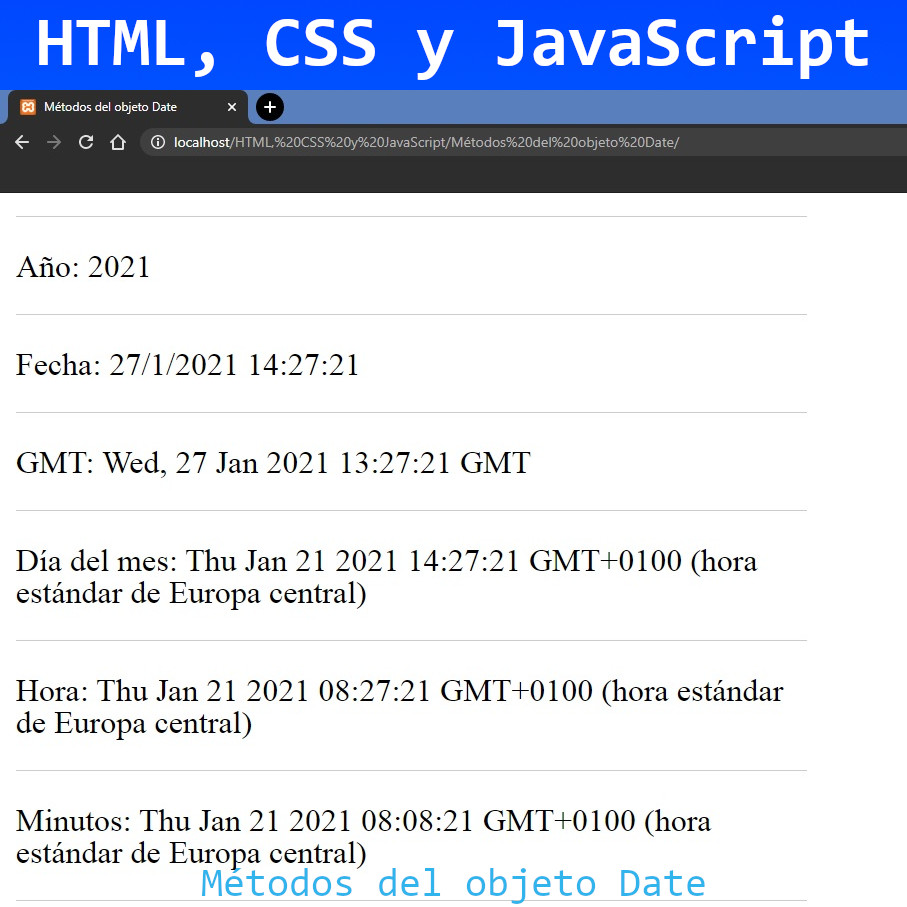 HTML, CSS y JavaScript
Métodos del objeto Date
localhost/HTML,%20CSS%20y%20JavaScript/Métodos%20del%20objeto%20Date/
Año: 2021
Fecha: 27/1/2021 14:27:21
GMT: Wed, 27 Jan 2021 13:27:21 GMT
Día del mes: Thu Jan 21 2021 14:27:21 GMT+0100 (hora
estándar de Europa central)
Hora: Thu Jan 21 2021 08:27:21 GMT+0100 (hora estándar
de Europa central)
Minutos: Thu Jan 21 2021 08:08:21 GMT+0100 (hora
estándar de Europa central)
Métodos del objeto Date